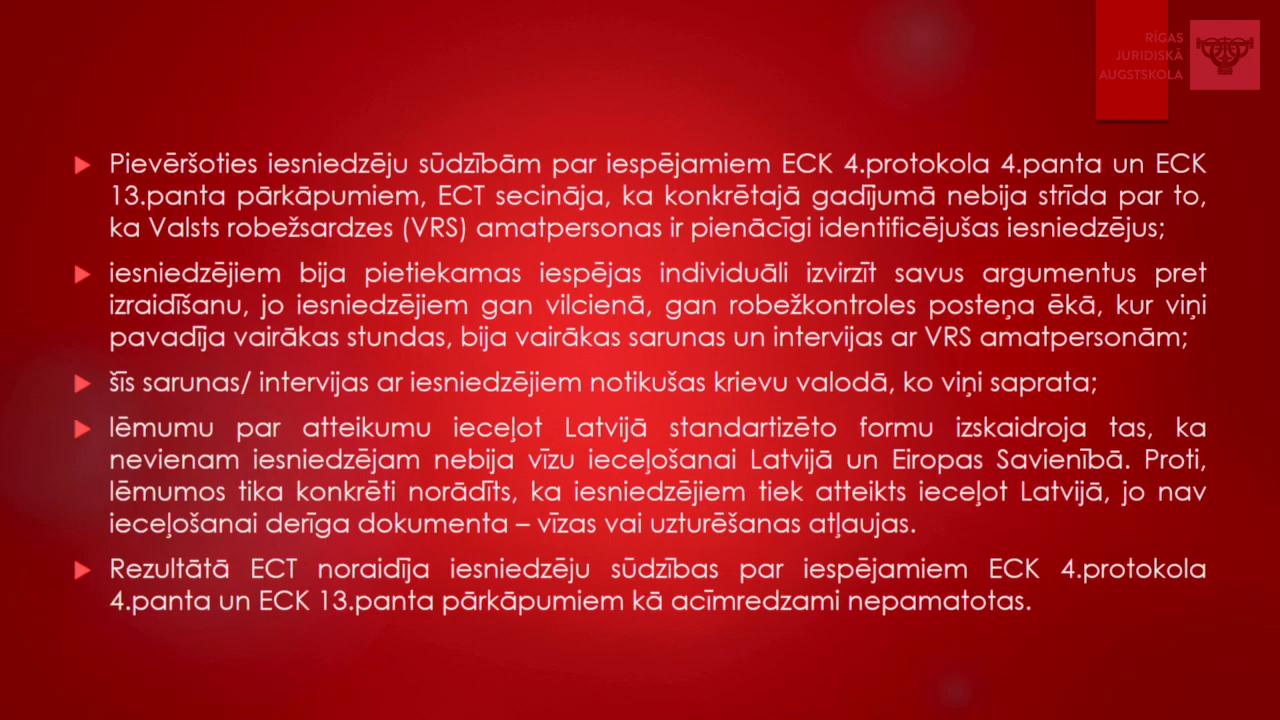 RĪGAS
JURIDISKĀ
AUGSTSKOLA
Pievēršoties iesniedzēju sūdzībām par iespējamiem ECK 4.protokola 4.panta un ECK
13.panta pārkāpumiem, ECT secināja, ka konkrētajā gadījumā nebija strīda par to,
ka Valsts robežsardzes (VRS) amatpersonas ir pienācīgi identificējušas iesniedzējus;
iesniedzējiem bija pietiekamas iespējas individuāli izvirzīt savus argumentus pret
izraidīšanu, jo iesniedzējiem gan vilcienā, gan robežkontroles posteņa ēkā, kur viņi
pavadīja vairākas stundas, bija vairākas sarunas un intervijas ar VRS amatpersonām;
šīs sarunas/ intervijas ar iesniedzējiem notikušas krievu valodā, ko viņi saprata;
lēmumu par atteikumu ieceļot Latvijā standartizēto formu izskaidroja tas, ka
nevienam iesniedzējam nebija vīzu ieceļošanai Latvijā un Eiropas Savienībā. Proti,
lēmumos tika konkrēti norādīts, ka iesniedzējiem tiek atteikts ieceļot Latvijā, jo nav
ieceļošanai derīga dokumenta – vīzas vai uzturēšanas atļaujas.
Rezultātā ECT noraidīja iesniedzēju sūdzības par iespējamiem ECK 4.protokola
4.panta un ECK 13.panta pārkāpumiem kā acīmredzami nepamatotas.